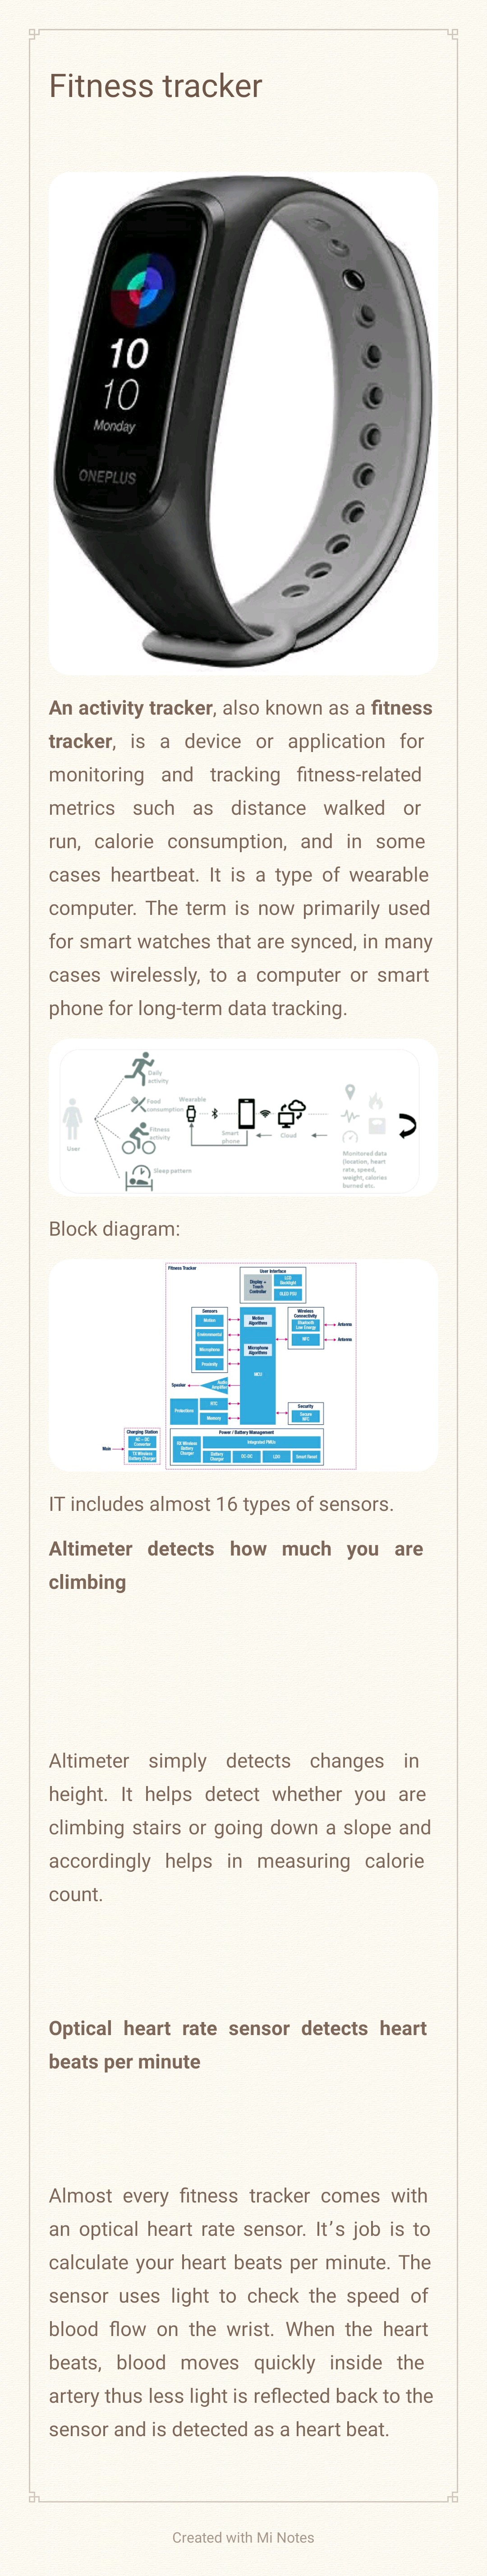 Fitness tracker
10
10
Monday
ONEPLUS
An activity tracker, also known as a fitness
tracker, is a device or application for
monitoring and tracking fitness-related
metrics such as distance walked or
run, calorie consumption, and in some
cases heartbeat. It is a type of wearable
computer. The term is now primarily used
for smart watches that are synced, in many
cases wirelessly, to a computer or smart
phone for long-term data tracking.
User
Daily
activity
Food
consumption
Fitness
activity
Sleep pattern
Wearable
Smart
phone
Cloud
Monitored data
(location, heart
rate, speed,
weight, calories
burned etc.
Block diagram:
Fitness Tracker
User Interface
Display +
Touch
Controller
LCD
Backlight
OLED PSU
Sensors
Motion
Environmental
Microphone
Proximity
Motion
Algorithms
Microphone
Algorithms
MCU
Wireless
Connectivity
Bluetooth
Low Energy
NFC
Antenna
Antenna
Speaker
Audio
Amplifier
Protections
RTC
Memory
Security
Secure
NFC
Charging Station
Main
AC – DC
Converter
TX Wireless
Battery Charger
Power / Battery Management
RX Wireless
Battery
Charger
Integrated PMICs
Battery
Charger
DC-DC
LDO
Smart Reset
IT includes almost 16 types of sensors.
Altimeter detects how much you are
climbing
Altimeter simply detects changes in
height. It helps detect whether you are
climbing stairs or going down a slope and
accordingly helps in measuring calorie
count.
Optical heart rate sensor detects heart
beats per minute
Almost every fitness tracker comes with
an optical heart rate sensor. It’s job is to
calculate your heart beats per minute. The
sensor uses light to check the speed of
blood flow on the wrist. When the heart
beats, blood moves quickly inside the
artery thus less light is reflected back to the
sensor and is detected as a heart beat.
Created with Mi Notes